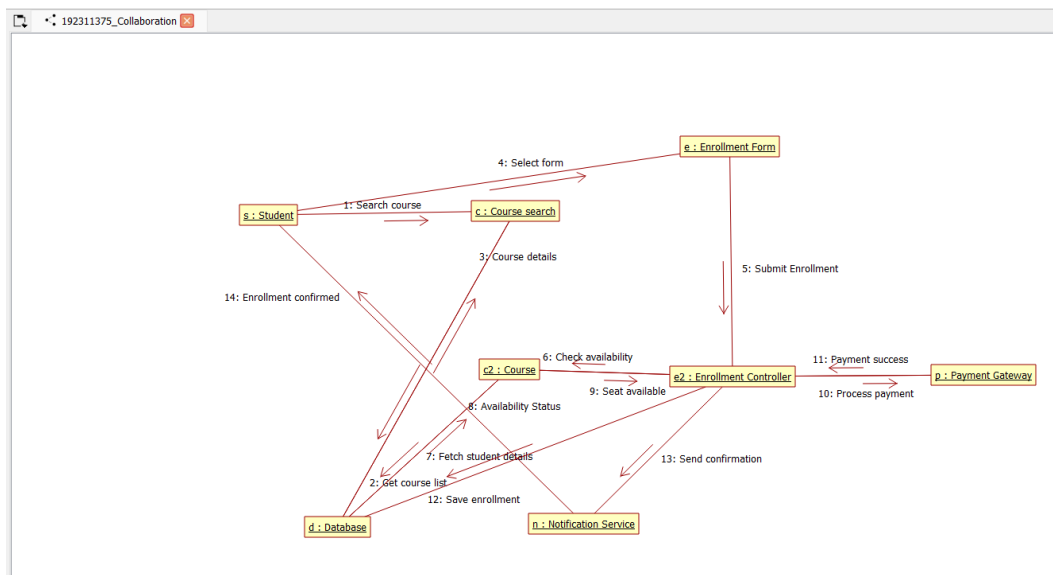 192311375_Collaboration
e : Enrollment Form
4: Select form
1: Search course
s : Student
c : Course search
3: Course details
5: Submit Enrollment
14: Enrollment confirmed
6: Check availability
11: Payment success
c2 : Course
e2 : Enrollment Controller
p : Payment Gateway
9: Seat available
10: Process payment
8: Availability Status
7: Fetch student details
13: Send confirmation
2: Get course list
12: Save enrollment
d : Database
n : Notification Service